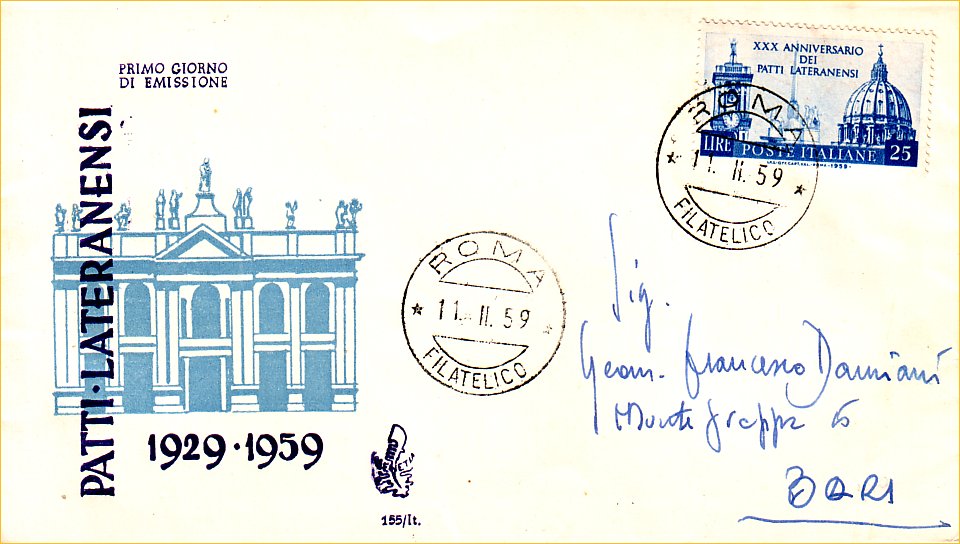 PRIMO GIORNO
DI EMISSIONE
PATTI · LATERANENSI
1929 · 1959
155/It.
XXX ANNIVERSARIO
DEI
PATTI LATERANENSI
LIRE POSTE ITALIANE 25
ROMA
11. II. 59
FILATELICO
ROMA
11. II. 59
FILATELICO
Sig.
Geom. Francesco Damiani
Monte Grappa
BARI